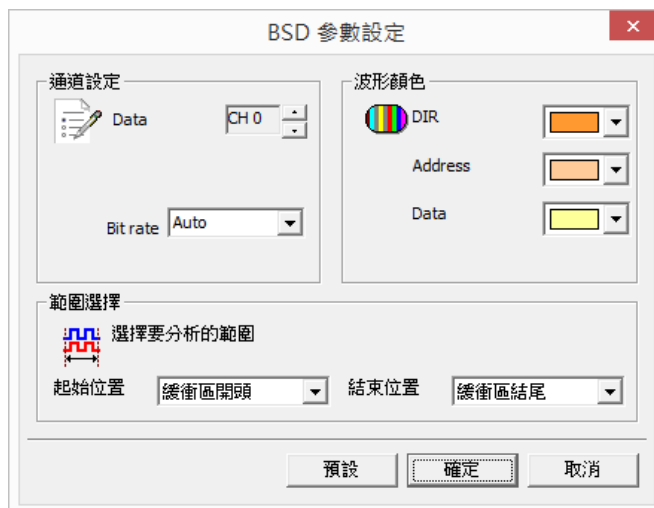 BSD 參數設定
通道設定
Data
CH 0
Bit rate
Auto
波形顏色
DIR
Address
Data
範圍選擇
選擇要分析的範圍
起始位置
緩衝區開頭
結束位置
緩衝區結尾
預設
確定
取消